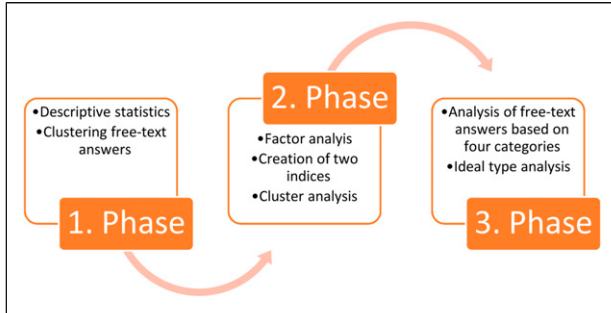 •Descriptive statistics
•Clustering free-text
answers
1. Phase
2. Phase
•Factor analyis
•Creation of two
indices
•Cluster analysis
•Analysis of free-text
answers based on
four categories
•Ideal type analysis
3. Phase